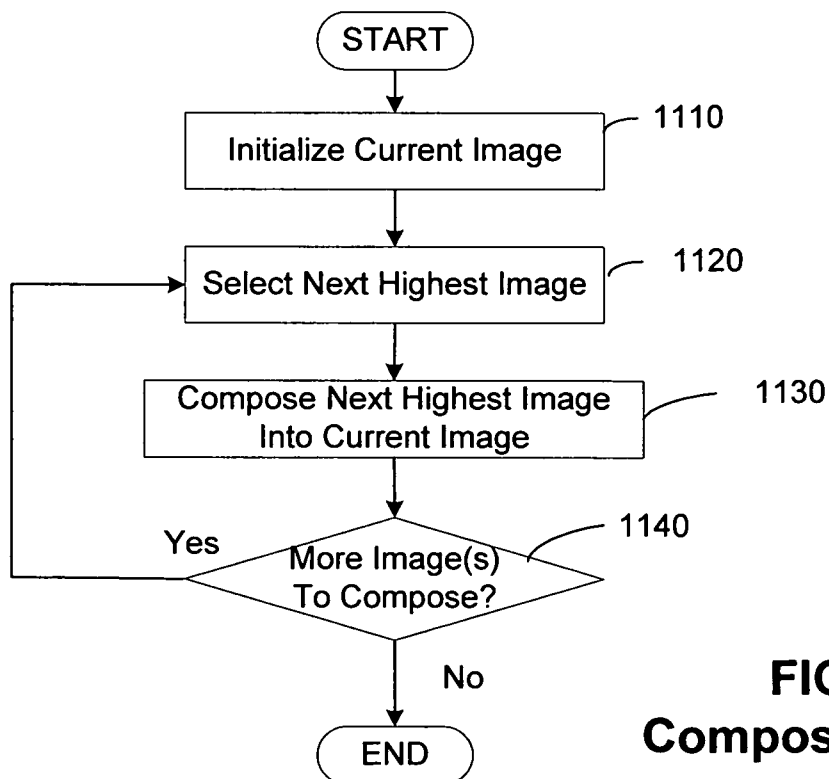 START
Initialize Current Image
1110
Select Next Highest Image
1120
Compose Next Highest Image
Into Current Image
1130
More Image(s)
To Compose?
1140
Yes
No
END